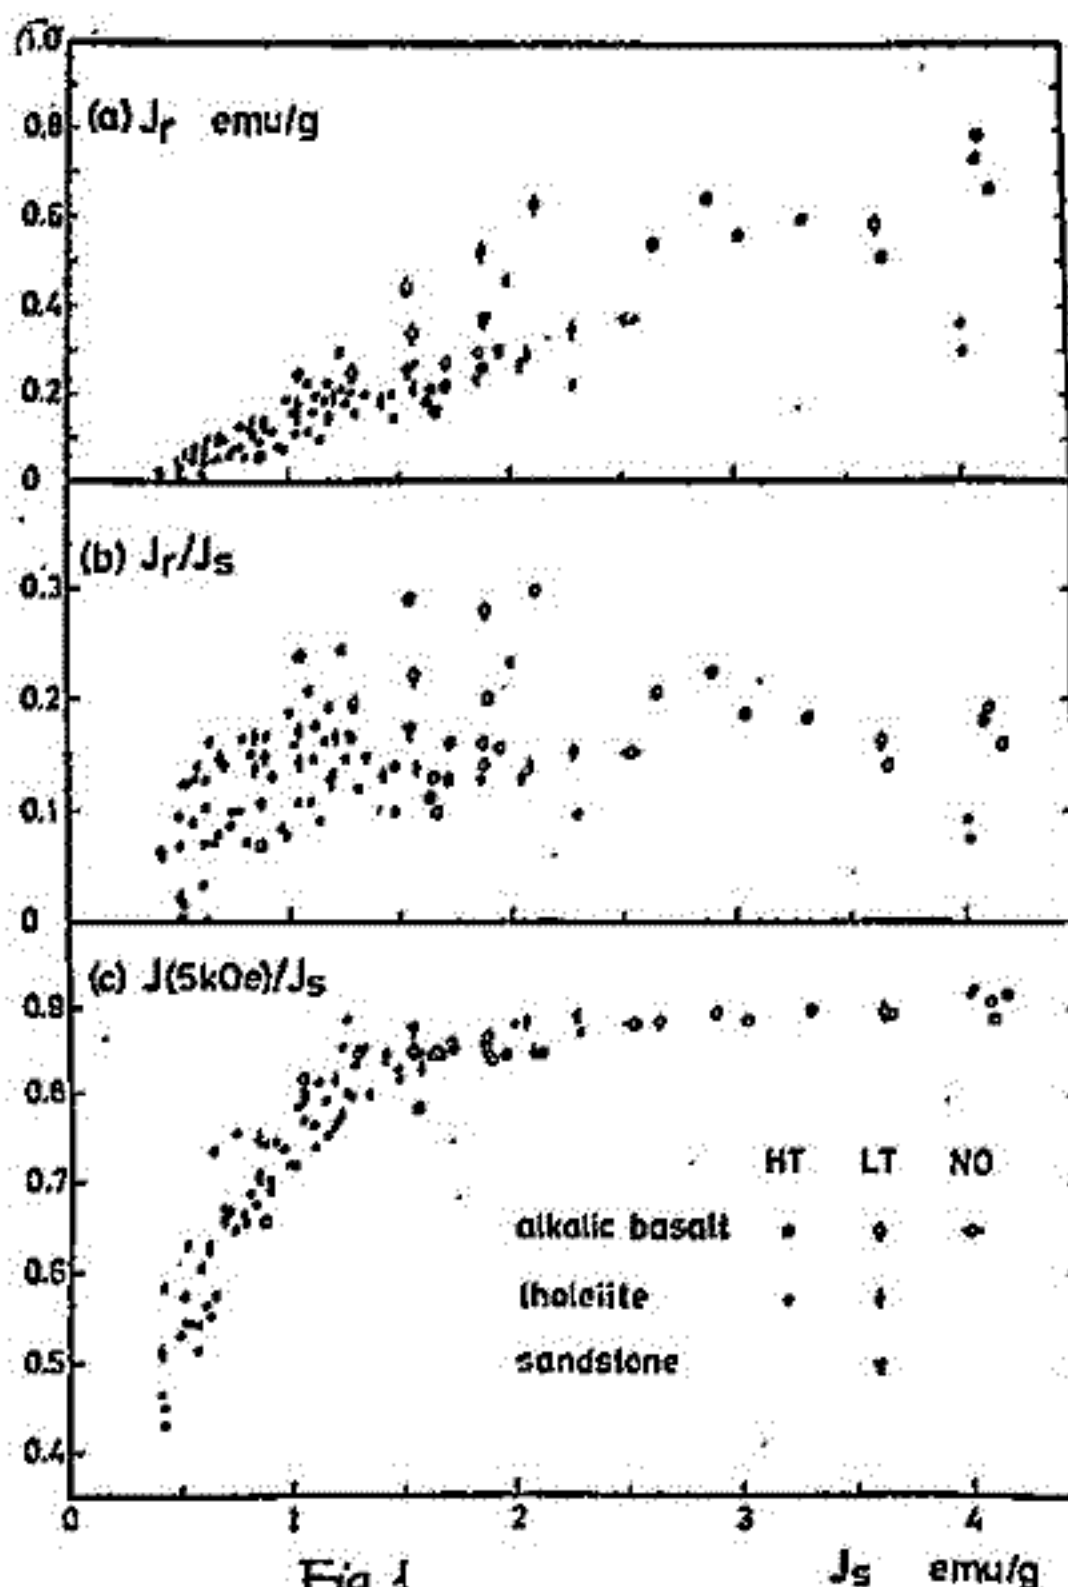 1.0
(a) Jr emu/g
0.8
0.6
0.4
0.2
0
(b) Jr/Js
0.3
0.2
0.1
0
(c) J(5kOe)/Js
0.9
0.8
0.7
0.6
0.5
0.4
HT LT NO
alkalic basalt
tholeiite
sandstone
0 1 2 3 4
Js emu/g
Fig 1